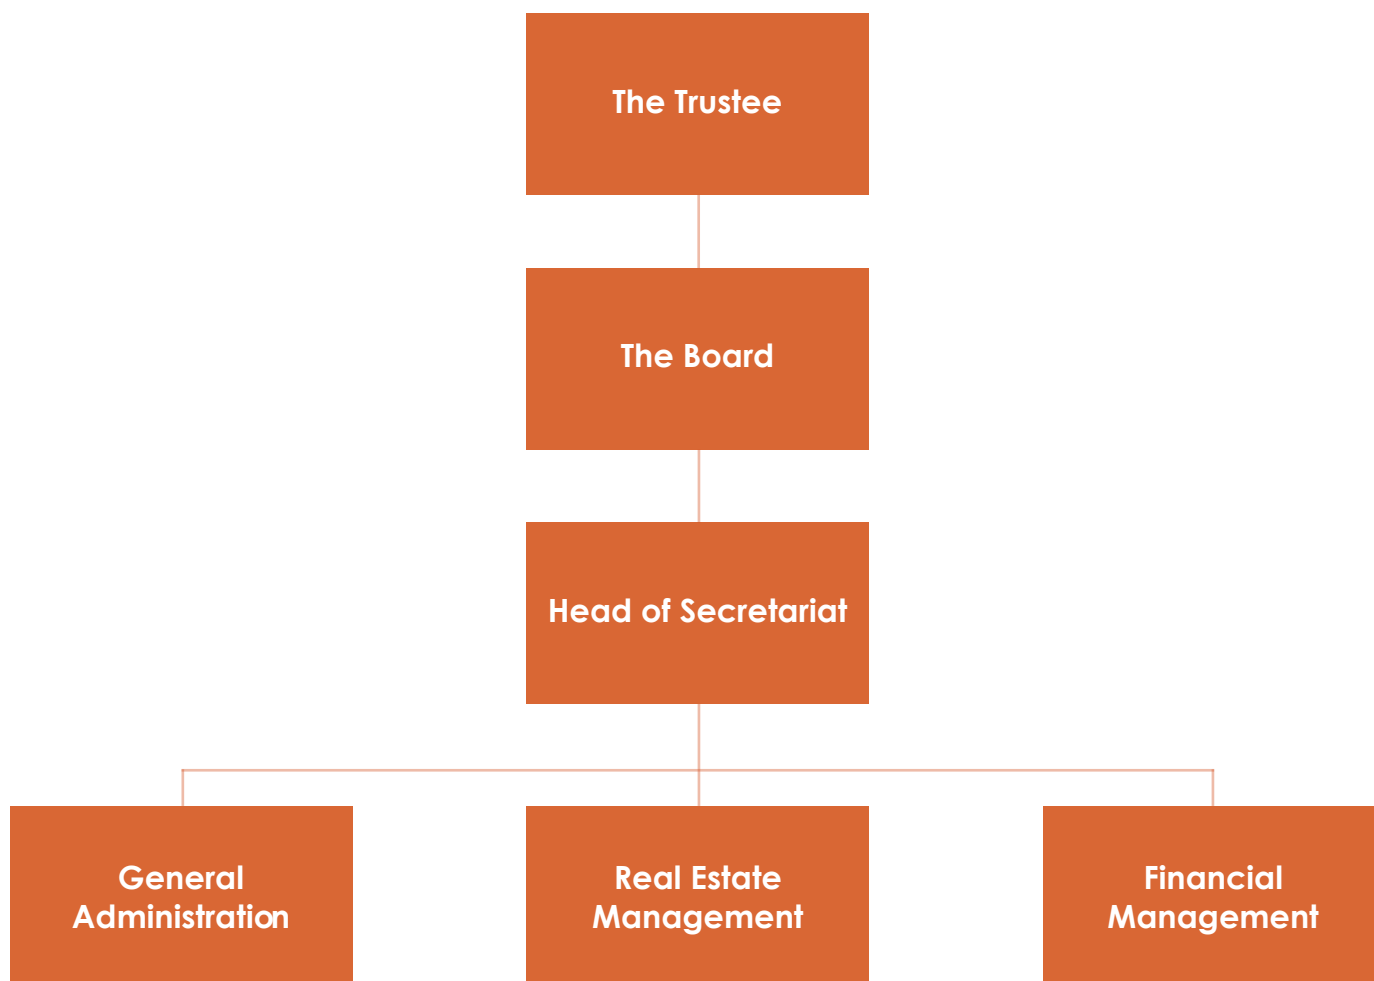 The Trustee
The Board
Head of Secretariat
General
Administration
Real Estate
Management
Financial
Management